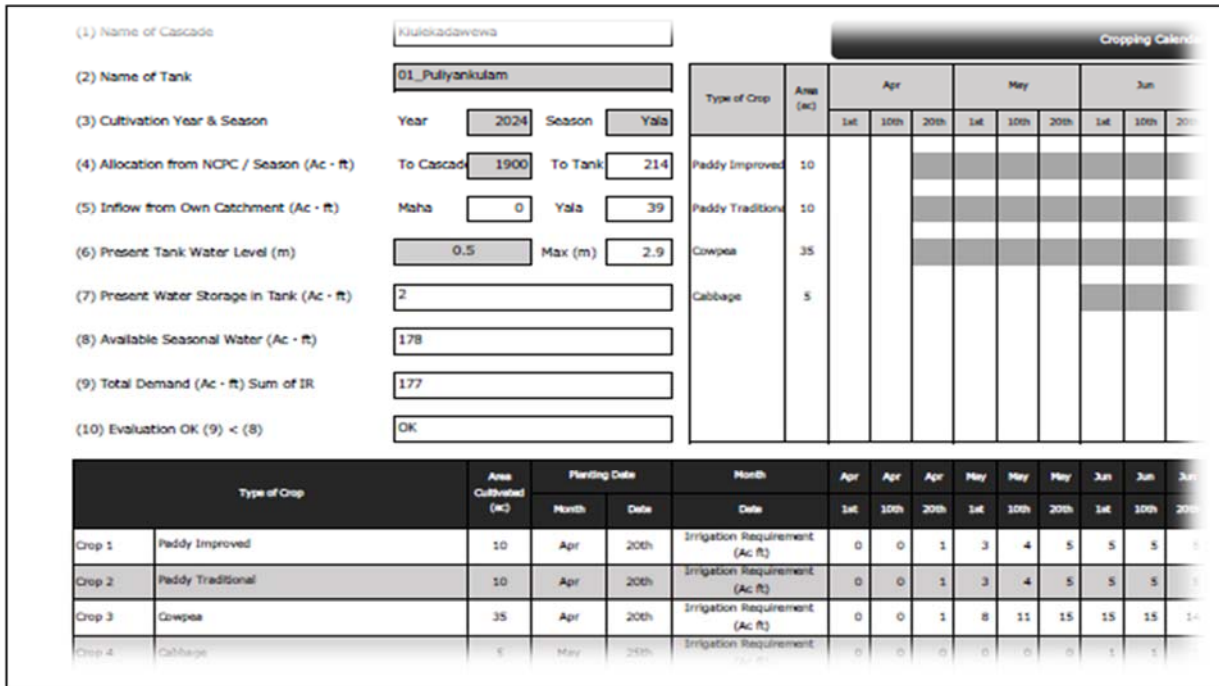 (1) Name of Cascade Kiulekadawewa
Cropping Calendar
(2) Name of Tank 01_Puliyankulam
Type of Crop Area (ac) Apr May Jun
1st 10th 20th 1st 10th 20th 1st 10th 20th
(3) Cultivation Year & Season Year 2024 Season Yala
(4) Allocation from NCPC / Season (Ac - ft) To Cascad 1900 To Tank 214
Paddy Improved 10
(5) Inflow from Own Catchment (Ac - ft) Maha 0 Yala 39
Paddy Traditiona 10
(6) Present Tank Water Level (m) 0.5 Max (m) 2.9
Cowpea 35
(7) Present Water Storage in Tank (Ac - ft) 2
Cabbage 5
(8) Available Seasonal Water (Ac - ft) 178
(9) Total Demand (Ac - ft) Sum of IR 177
(10) Evaluation OK (9) < (8) OK
Type of Crop Area Cultivated (ac) Planting Date Month Apr Apr Apr May May May Jun Jun Jun
Month Date Date 1st 10th 20th 1st 10th 20th 1st 10th 20th
Crop 1 Paddy Improved 10 Apr 20th Irrigation Requirement (Ac ft) 0 0 1 3 4 5 5 5
Crop 2 Paddy Traditional 10 Apr 20th Irrigation Requirement (Ac ft) 0 0 1 3 4 5 5 5
Crop 3 Cowpea 35 Apr 20th Irrigation Requirement (Ac ft) 0 0 1 8 11 15 15 15 14
Crop 4 Cabbage 5 May 25th Irrigation Requirement 0 0 0 0 0 0 1 1